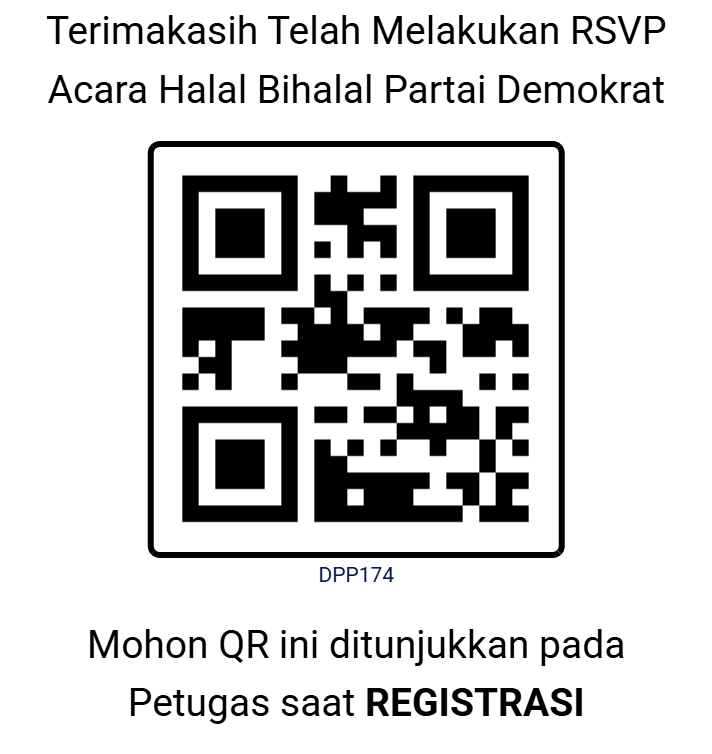 Terimakasih Telah Melakukan RSVP
Acara Halal Bihalal Partai Demokrat
DPP174
Mohon QR ini ditunjukkan pada
Petugas saat REGISTRASI